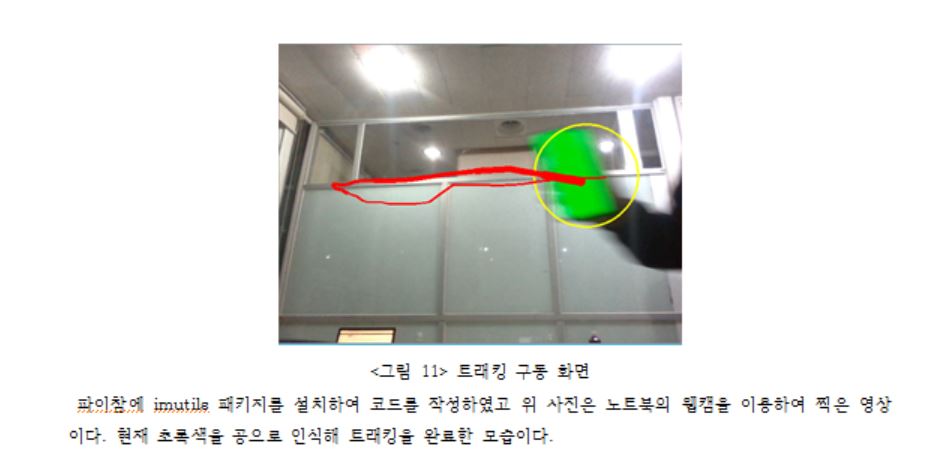 <그림 11> 트래킹 구동 화면
파이참에 imutile 패키지를 설치하여 코드를 작성하였고 위 사진은 노트북의 웹캠을 이용하여 찍은 영상
이다. 현재 초록색을 공으로 인식해 트래킹을 완료한 모습이다.